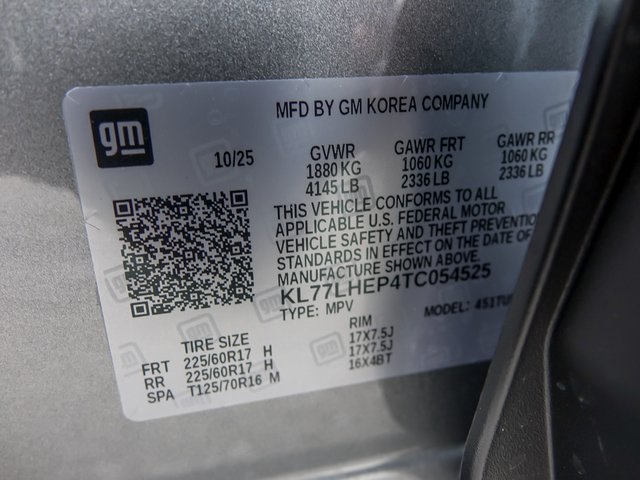 MFD BY GM KOREA COMPANY
gm
10/25
GVWR GAWR FRT GAWR RR
1880 KG 1060 KG 1060 KG
4145 LB 2336 LB 2336 LB
THIS VEHICLE CONFORMS TO ALL
APPLICABLE U.S. FEDERAL MOTOR
VEHICLE SAFETY AND THEFT PREVENTIO
STANDARDS IN EFFECT ON THE DATE OF
MANUFACTURE SHOWN ABOVE.
KL77LHEP4TC054525
TYPE: MPV MODEL: 451TU
TIRE SIZE RIM
FRT 225/60R17 H 17X7.5J
RR 225/60R17 H 17X7.5J
SPA T125/70R16 M 16X4BT